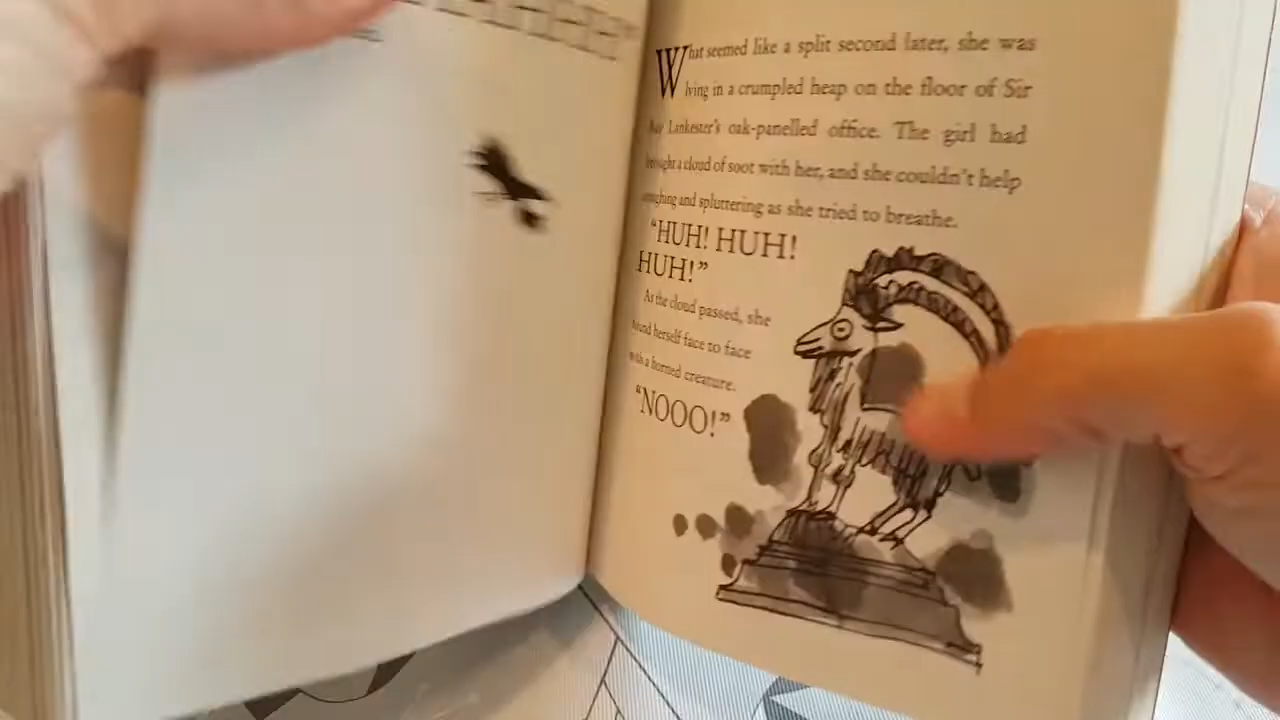 What seemed like a split second later, she was
lying in a crumpled heap on the floor of Sir
Ray Lankester's oak-panelled office. The girl had
brought a cloud of soot with her, and she couldn't help
coughing and spluttering as she tried to breathe.
“HUH! HUH!
HUH!”
As the cloud passed, she
found herself face to face
with a horned creature.
“NOOO!”